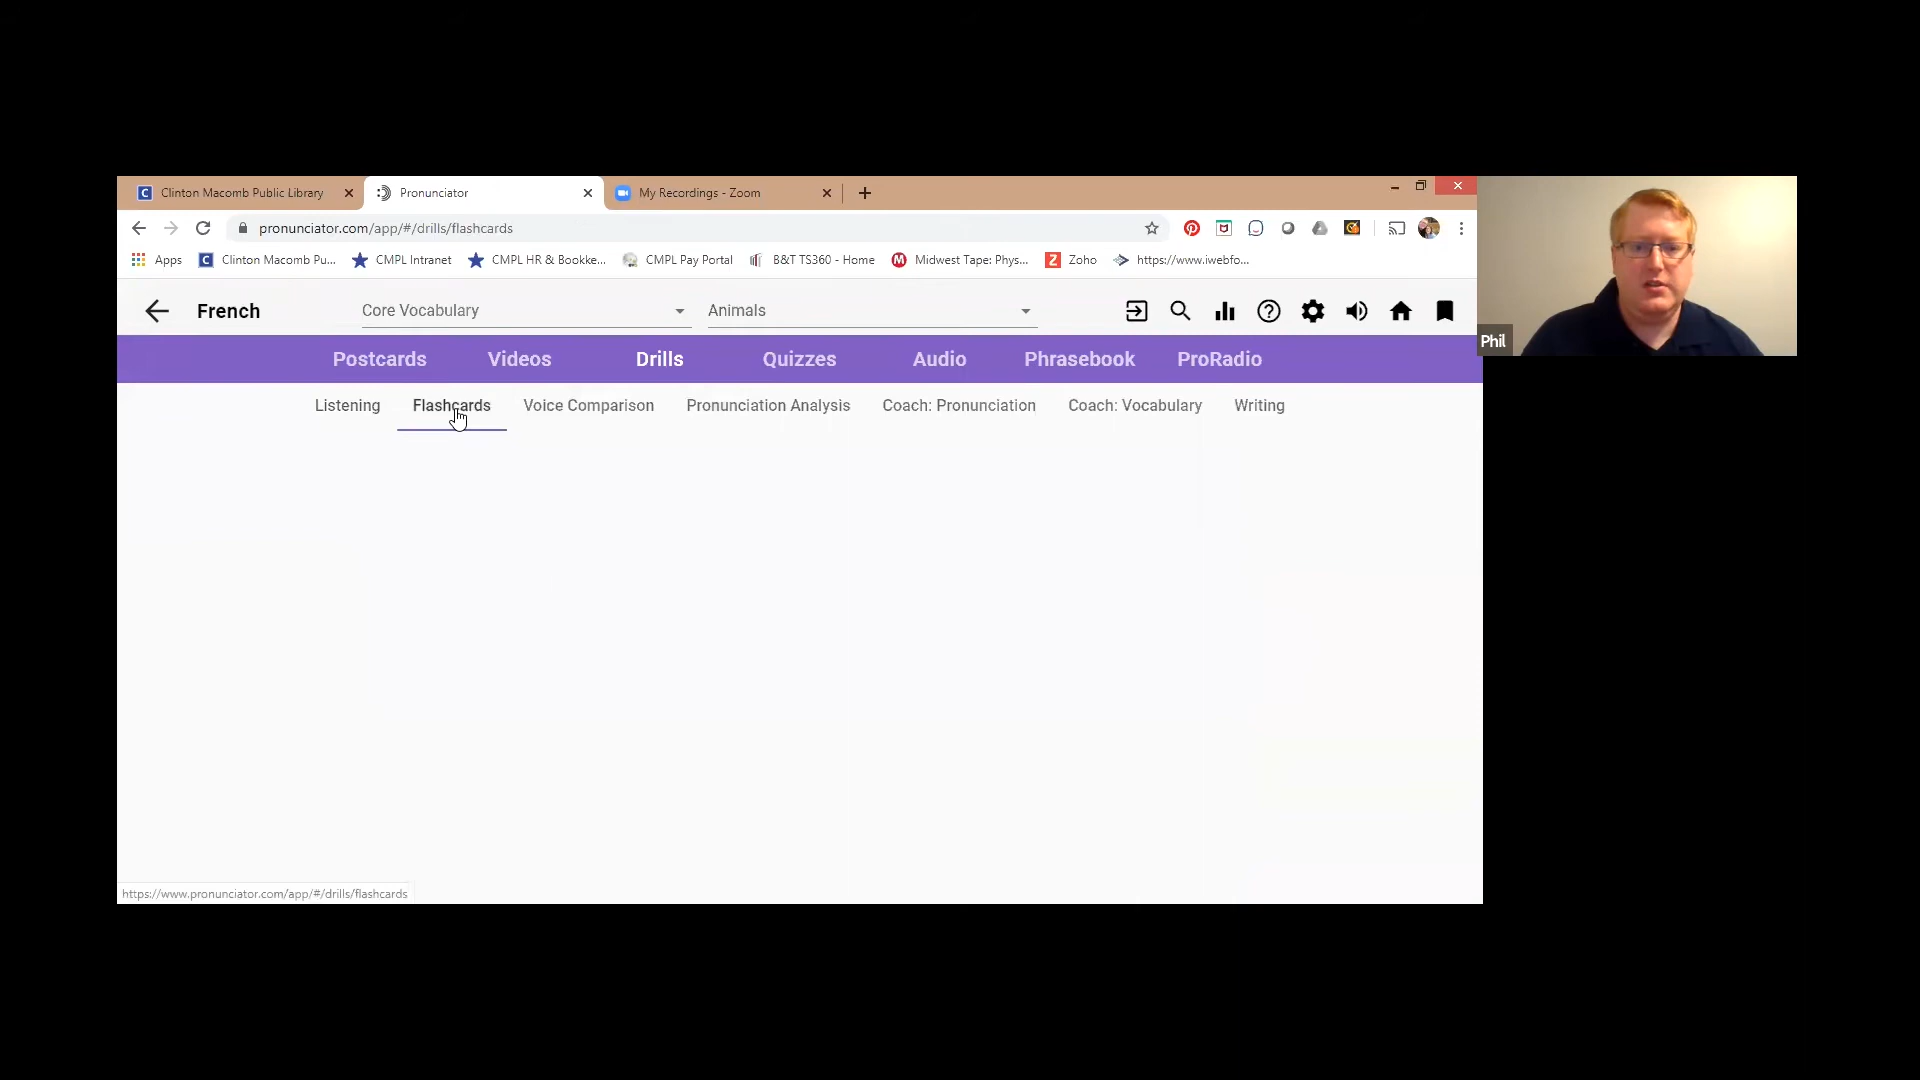 Clinton Macomb Public Library
Pronunciator
My Recordings - Zoom
pronunciator.com/app/#/drills/flashcards
Apps
Clinton Macomb Pu...
CMPL Intranet
CMPL HR & Bookke...
CMPL Pay Portal
B&T TS360 - Home
Midwest Tape: Phys...
Zoho
https://www.iwebfo...
French
Core Vocabulary
Animals
Postcards
Videos
Drills
Quizzes
Audio
Phrasebook
ProRadio
Listening
Flashcards
Voice Comparison
Pronunciation Analysis
Coach: Pronunciation
Coach: Vocabulary
Writing
https://www.pronunciator.com/app/#/drills/flashcards
Phil